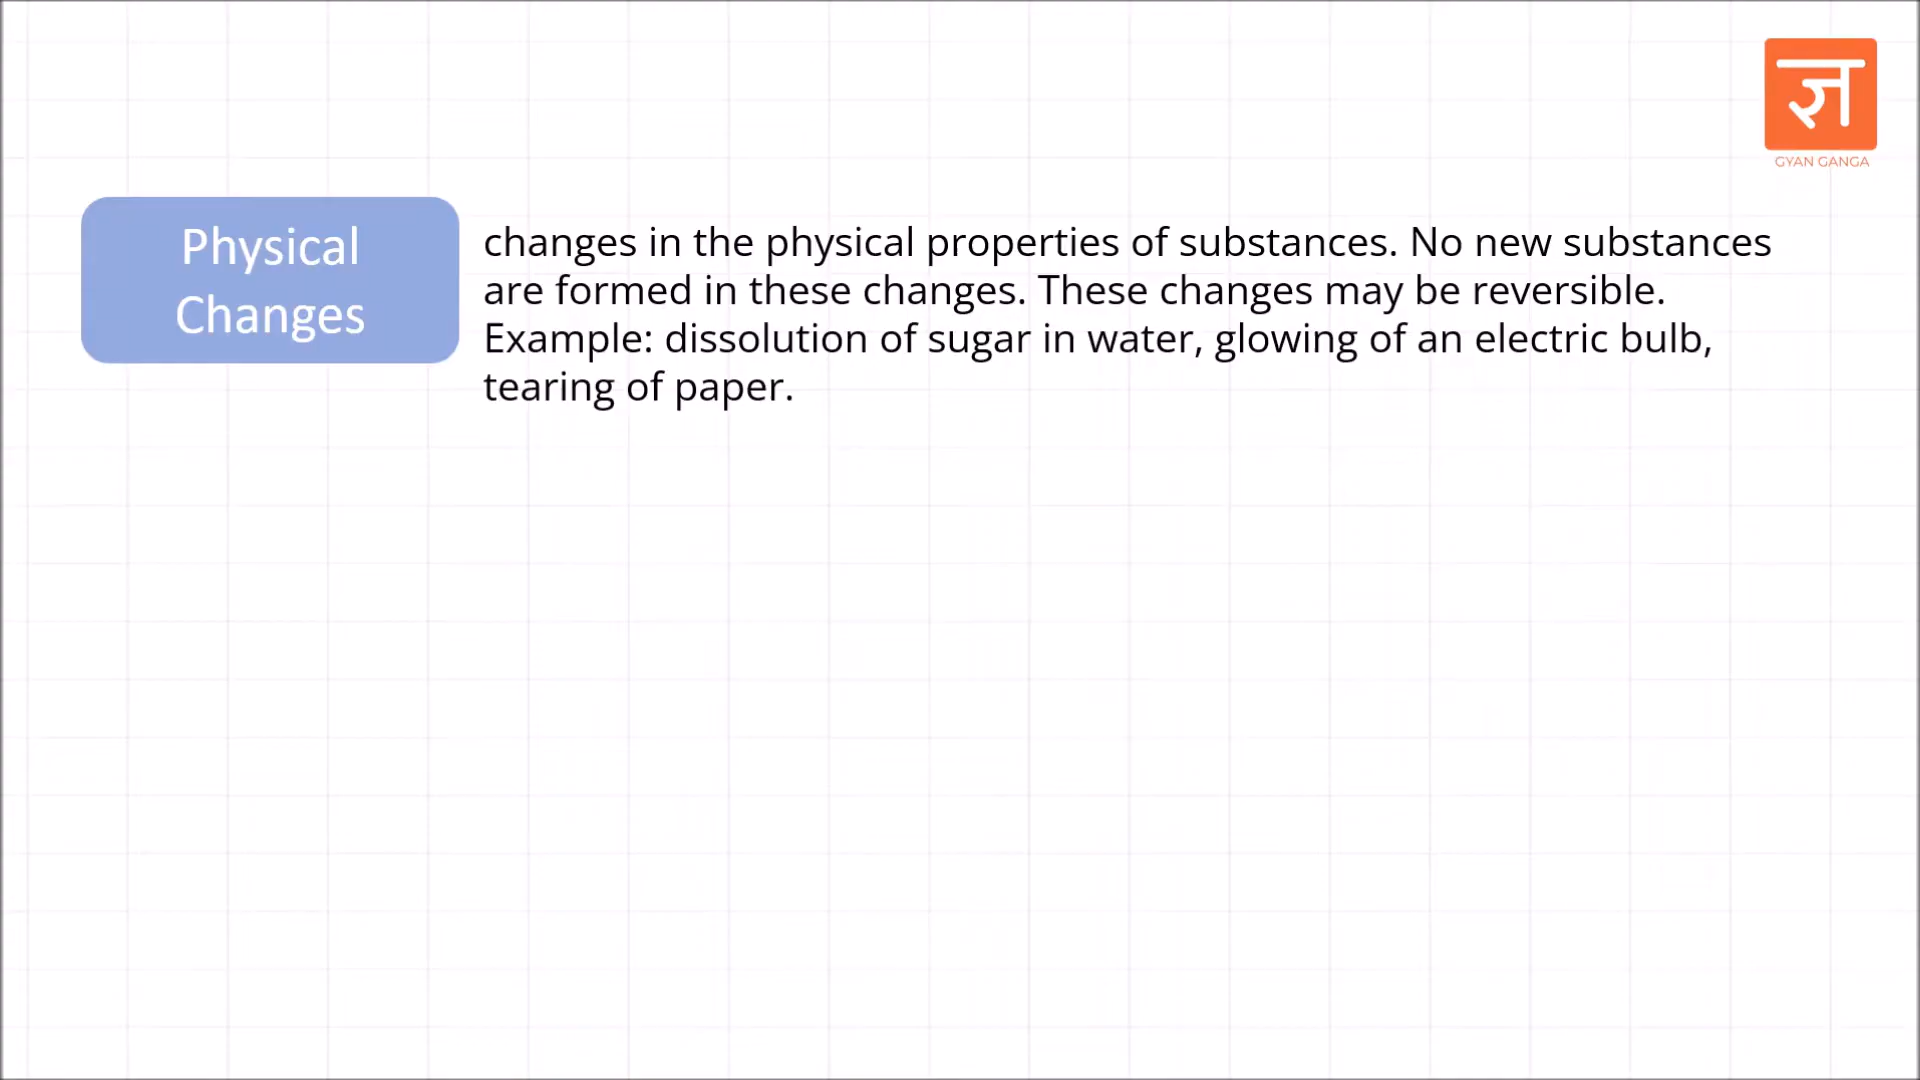 ज्ञ
GYAN GANGA
Physical
Changes
changes in the physical properties of substances. No new substances
are formed in these changes. These changes may be reversible.
Example: dissolution of sugar in water, glowing of an electric bulb,
tearing of paper.